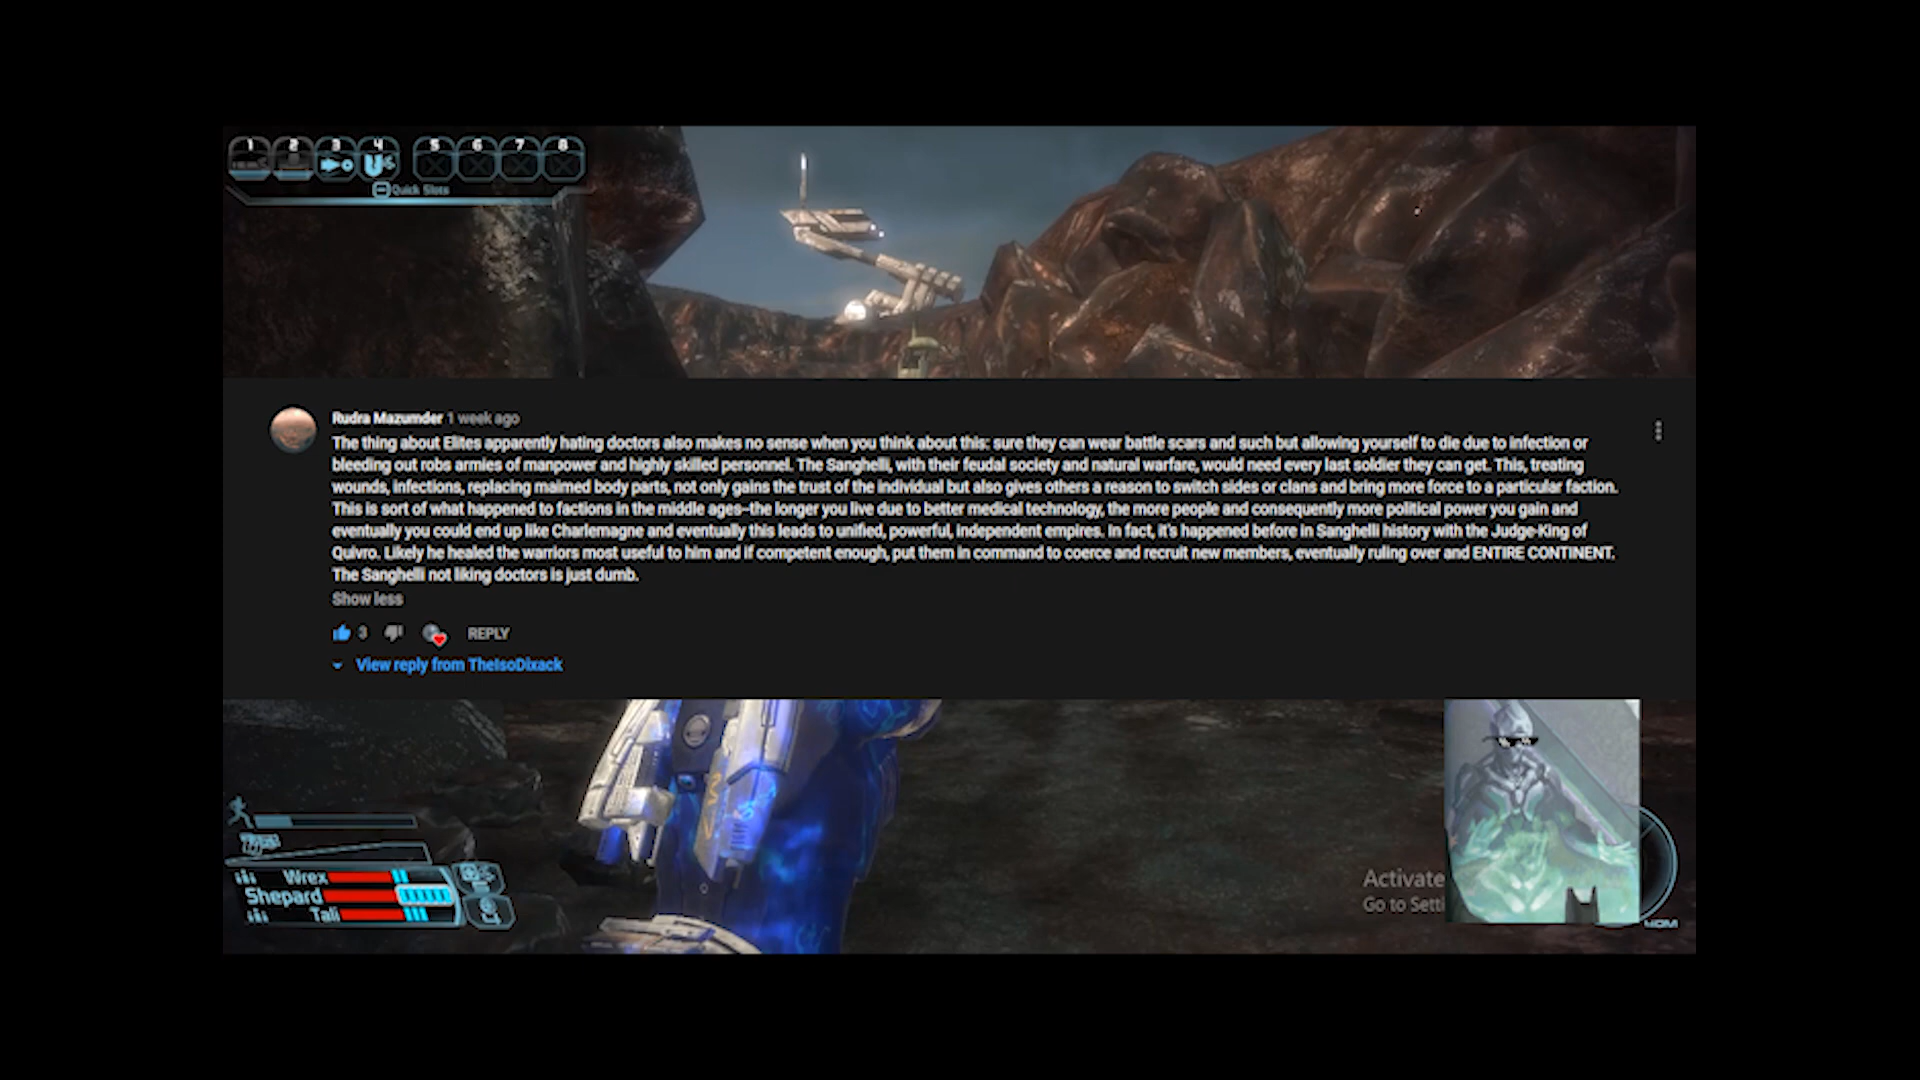 1 2 3 4 5 6 7 8
Quick Slots
Rudra Mazumder 1 week ago
The thing about Elites apparently hating doctors also makes no sense when you think about this: sure they can wear battle scars and such but allowing yourself to die due to infection or
bleeding out robs armies of manpower and highly skilled personnel. The Sanghelli, with their feudal society and natural warfare, would need every last soldier they can get. This, treating
wounds, infections, replacing maimed body parts, not only gains the trust of the individual but also gives others a reason to switch sides or clans and bring more force to a particular faction.
This is sort of what happened to factions in the middle ages--the longer you live due to better medical technology, the more people and consequently more political power you gain and
eventually you could end up like Charlemagne and eventually this leads to unified, powerful, independent empires. In fact, it's happened before in Sanghelli history with the Judge-King of
Quivro. Likely he healed the warriors most useful to him and if competent enough, put them in command to coerce and recruit new members, eventually ruling over and ENTIRE CONTINENT.
The Sanghelli not liking doctors is just dumb.
Show less
3 REPLY
View reply from TheIsoDixack
Wrex
Shepard
Tali
Activate
Go to Setti
40M